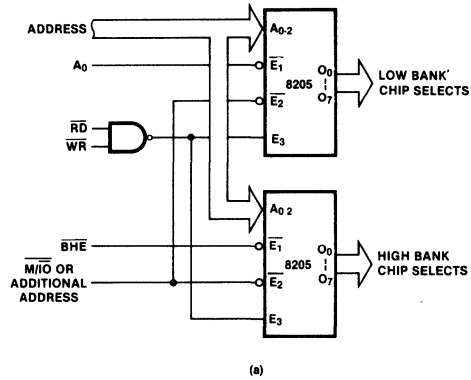 ADDRESS
A0-2
A0
E1
O0
8205
LOW BANK'
CHIP SELECTS
E2
O7
RD
WR
E3
A0 2
BHE
E1
O0
8205
HIGH BANK
CHIP SELECTS
M/IO OR
ADDITIONAL
ADDRESS
E2
O7
E3
(a)